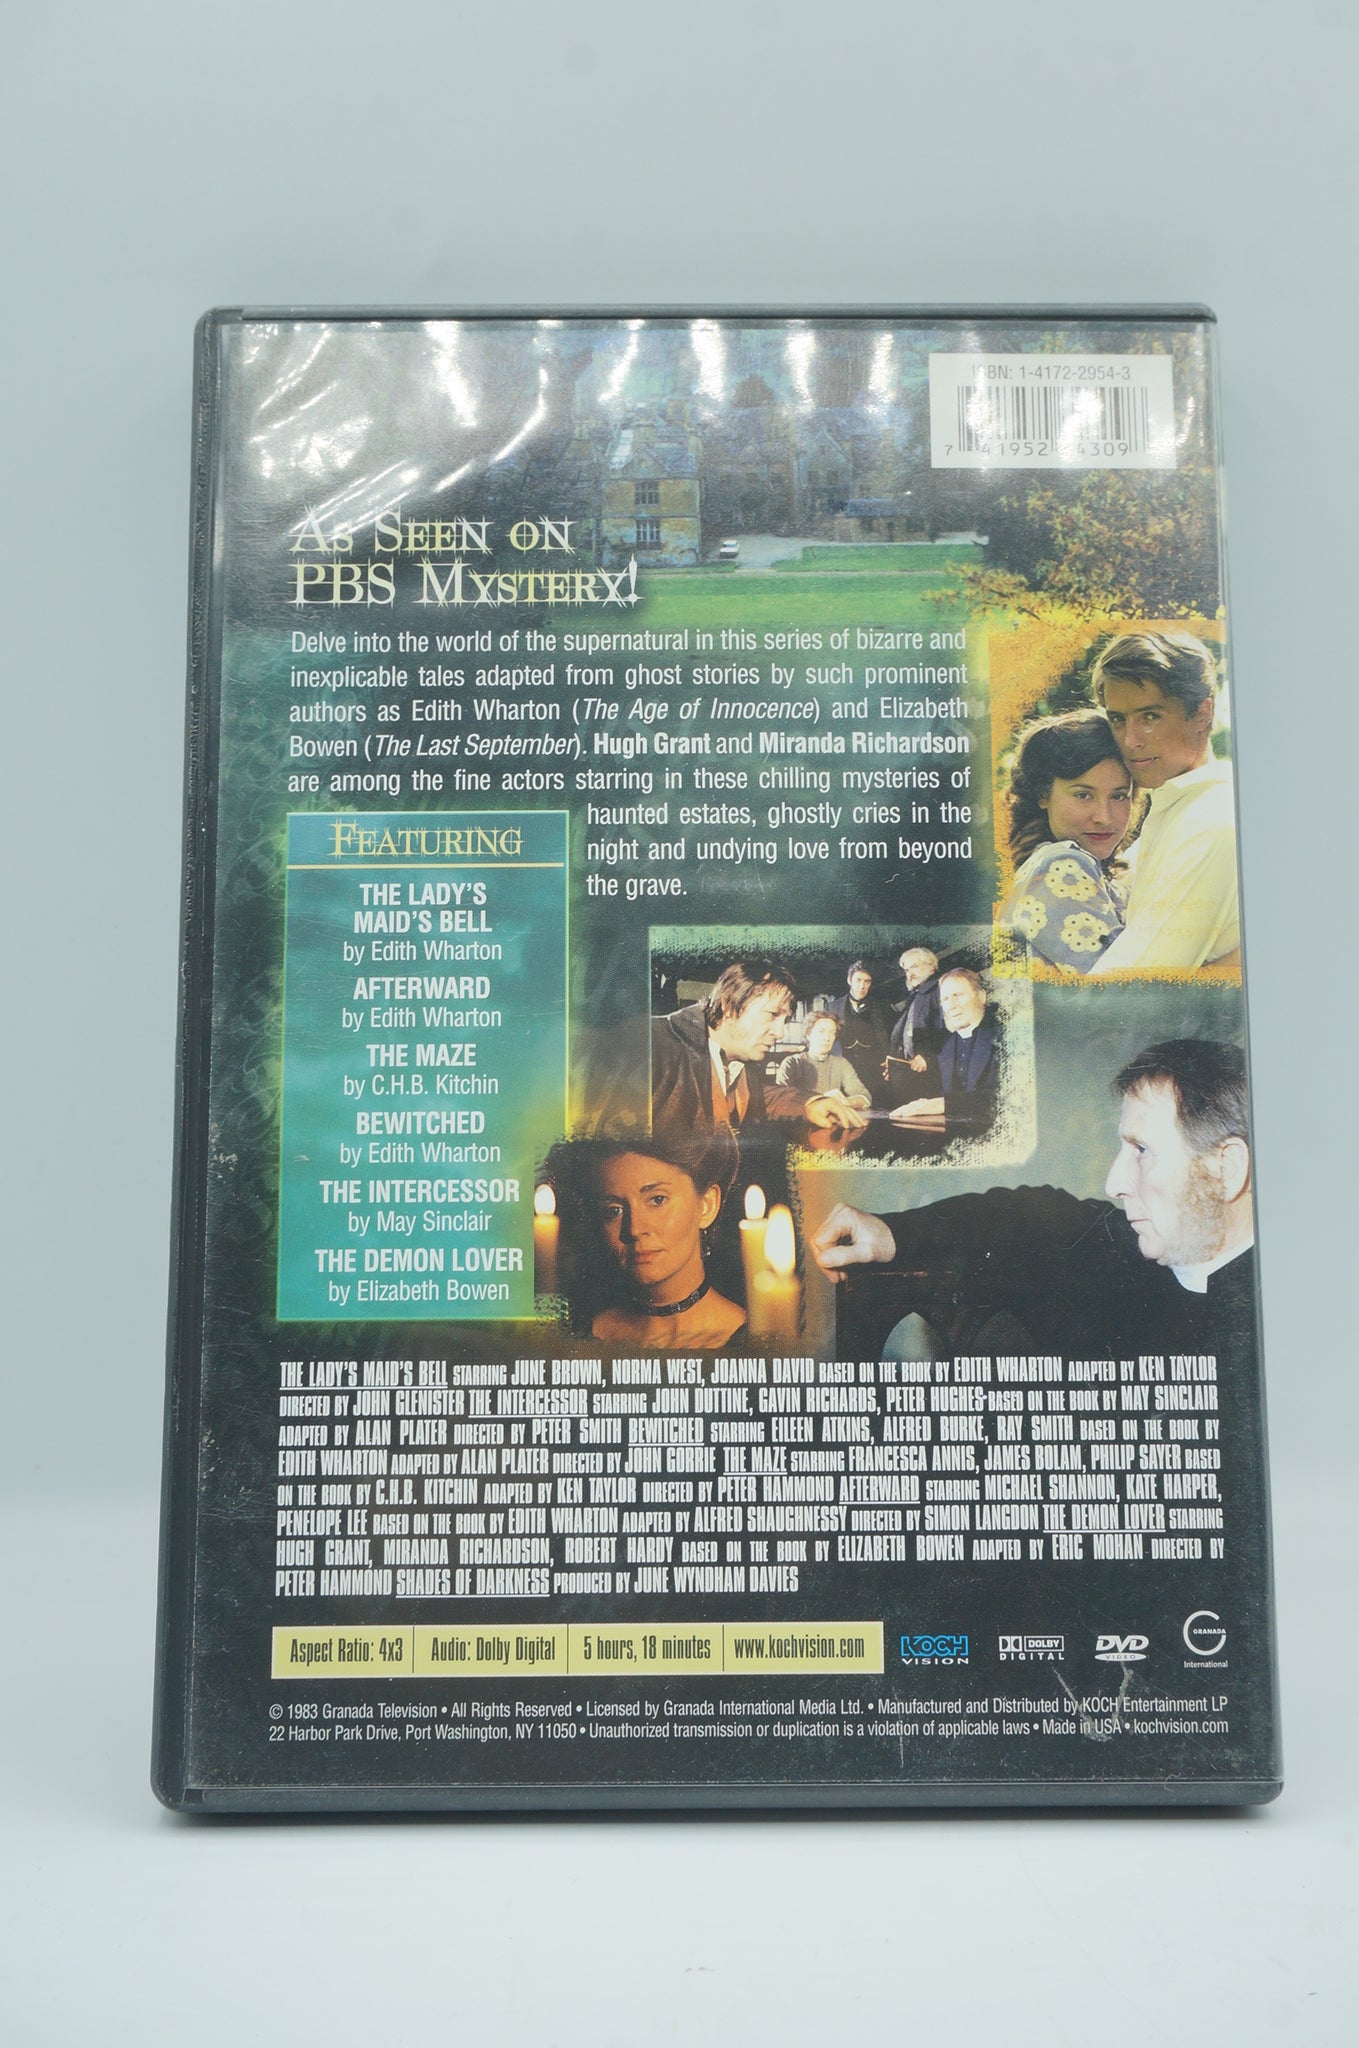 ISBN: 1-4172-2954-3
7 41952 4309
As Seen on
PBS Mystery!
Delve into the world of the supernatural in this series of bizarre and
inexplicable tales adapted from ghost stories by such prominent
authors as Edith Wharton (The Age of Innocence) and Elizabeth
Bowen (The Last September). Hugh Grant and Miranda Richardson
are among the fine actors starring in these chilling mysteries of
haunted estates, ghostly cries in the
night and undying love from beyond
the grave.
Featuring
THE LADY'S
MAID'S BELL
by Edith Wharton
AFTERWARD
by Edith Wharton
THE MAZE
by C.H.B. Kitchin
BEWITCHED
by Edith Wharton
THE INTERCESSOR
by May Sinclair
THE DEMON LOVER
by Elizabeth Bowen
THE LADY'S MAID'S BELL STARRING JUNE BROWN, NORMA WEST, JOANNA DAVID BASED ON THE BOOK BY EDITH WHARTON ADAPTED BY KEN TAYLOR
DIRECTED BY JOHN GLENISTER THE INTERCESSOR STARRING JOHN DUTTINE, GAVIN RICHARDS, PETER HUGHES BASED ON THE BOOK BY MAY SINCLAIR
ADAPTED BY ALAN PLATER DIRECTED BY PETER SMITH BEWITCHED STARRING EILEEN ATKINS, ALFRED BURKE, RAY SMITH BASED ON THE BOOK BY
EDITH WHARTON ADAPTED BY ALAN PLATER DIRECTED BY JOHN GORRIE THE MAZE STARRING FRANCESCA ANNIS, JAMES BOLAM, PHILIP SAYER BASED
ON THE BOOK BY C.H.B. KITCHIN ADAPTED BY KEN TAYLOR DIRECTED BY PETER HAMMOND AFTERWARD STARRING MICHAEL SHANNON, KATE HARPER,
PENELOPE LEE BASED ON THE BOOK BY EDITH WHARTON ADAPTED BY ALFRED SHAUGHNESSY DIRECTED BY SIMON LANGDON THE DEMON LOVER STARRING
HUGH GRANT, MIRANDA RICHARDSON, ROBERT HARDY BASED ON THE BOOK BY ELIZABETH BOWEN ADAPTED BY ERIC MOHAN DIRECTED BY
PETER HAMMOND SHADES OF DARKNESS PRODUCED BY JUNE WYNDHAM DAVIES
Aspect Ratio: 4x3 Audio: Dolby Digital 5 hours, 18 minutes www.kochvision.com
KOCH VISION
DOLBY DIGITAL
DVD VIDEO
GRANADA International
© 1983 Granada Television • All Rights Reserved • Licensed by Granada International Media Ltd. • Manufactured and Distributed by KOCH Entertainment LP
22 Harbor Park Drive, Port Washington, NY 11050 • Unauthorized transmission or duplication is a violation of applicable laws • Made in USA • kochvision.com